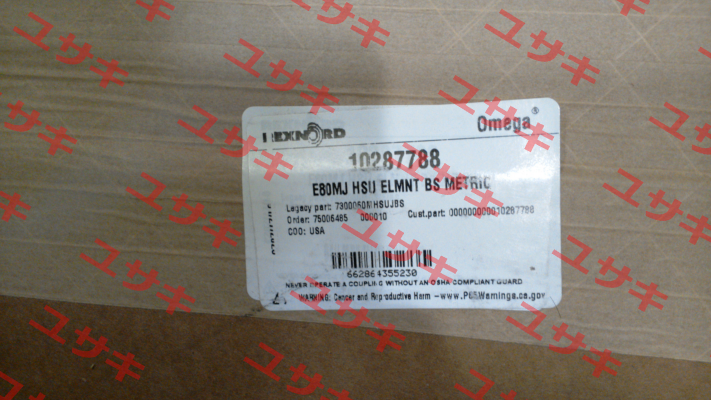 REXNORD
Omega®
10287788
E80MJ HSU ELMNT BS METRIC
Legacy part: 7300080MHSUJBS
Order: 75006485 000010 Cust.part: 000000000010287788
COO: USA
662864355230
NEVER OPERATE A COUPLING WITHOUT AN OSHA COMPLIANT GUARD
WARNING: Cancer and Reproductive Harm -www.P65Warnings.ca.gov
ユサキ